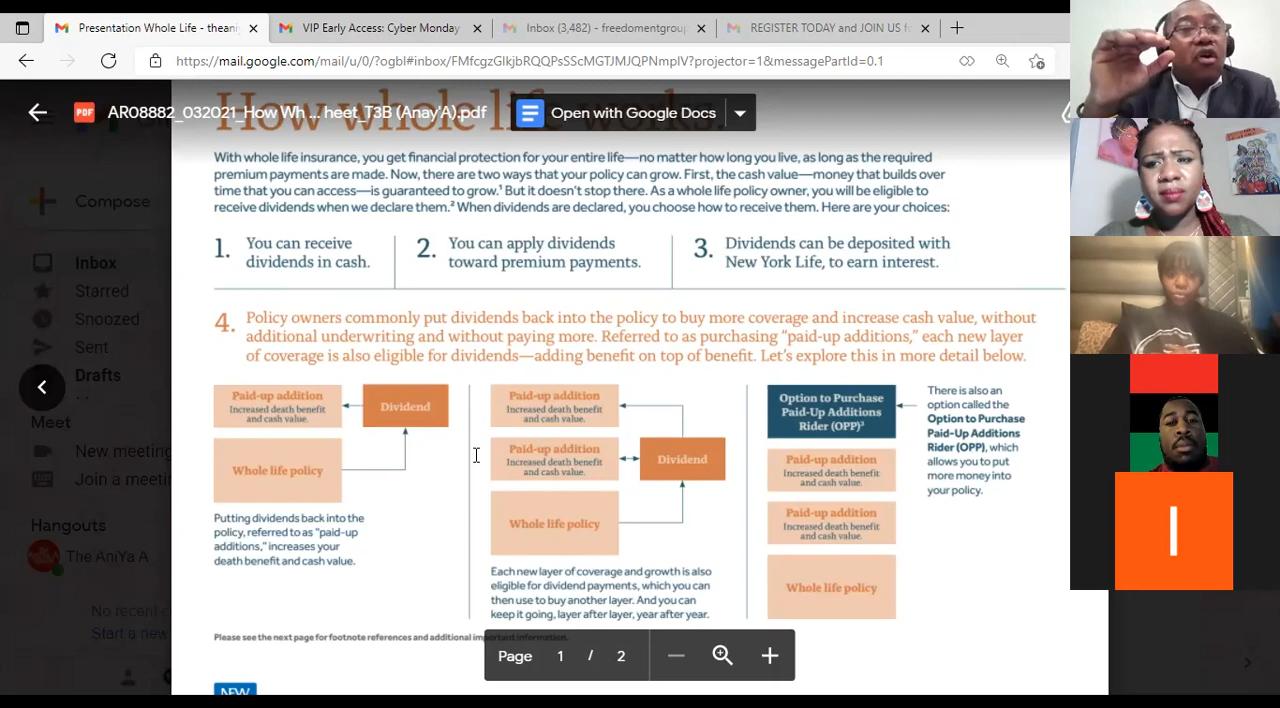 Presentation Whole Life - theani
VIP Early Access: Cyber Monday
Inbox (3,482) - freedomentgroup
REGISTER TODAY and JOIN US f
https://mail.google.com/mail/u/0/?ogbl#inbox/FMfcgzGlkjbRQQPsSScMGTJMJQPNmpIV?projector=1&messagePartId=0.1
How whole life works.
PDF
AR08882_032021_How Wh ... heet_T3B (Anay'A).pdf
Open with Google Docs
With whole life insurance, you get financial protection for your entire life—no matter how long you live, as long as the required
premium payments are made. Now, there are two ways that your policy can grow. First, the cash value—money that builds over
time that you can access—is guaranteed to grow.¹ But it doesn't stop there. As a whole life policy owner, you will be eligible to
receive dividends when we declare them.² When dividends are declared, you choose how to receive them. Here are your choices:
1. You can receive
dividends in cash.
2. You can apply dividends
toward premium payments.
3. Dividends can be deposited with
New York Life, to earn interest.
4. Policy owners commonly put dividends back into the policy to buy more coverage and increase cash value, without
additional underwriting and without paying more. Referred to as purchasing "paid-up additions," each new layer
of coverage is also eligible for dividends—adding benefit on top of benefit. Let's explore this in more detail below.
Paid-up addition
Increased death benefit
and cash value.
Dividend
Whole life policy
Putting dividends back into the
policy, referred to as "paid-up
additions," increases your
death benefit and cash value.
Paid-up addition
Increased death benefit
and cash value.
Paid-up addition
Increased death benefit
and cash value.
Dividend
Whole life policy
Each new layer of coverage and growth is also
eligible for dividend payments, which you can
then use to buy another layer. And you can
keep it going, layer after layer, year after year.
Option to Purchase
Paid-Up Additions
Rider (OPP)³
Paid-up addition
Increased death benefit
and cash value.
Paid-up addition
Increased death benefit
and cash value.
Whole life policy
There is also an
option called the
Option to Purchase
Paid-Up Additions
Rider (OPP), which
allows you to put
more money into
your policy.
Please see the next page for footnote references and additional important information.
Page 1 / 2
NEW
Compose
Inbox
Starred
Snoozed
Sent
Drafts
Meet
New meeting
Join a meeti
Hangouts
The AniYa A
No recent c
Start a new
I